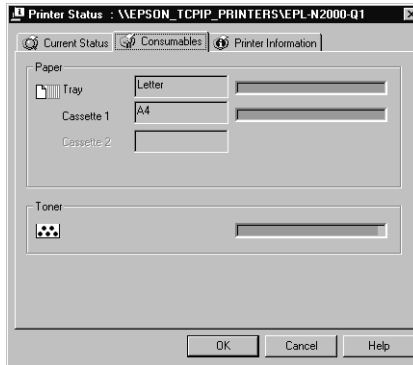 Printer Status : \\EPSON_TCPIP_PRINTERS\EPL-N2000-Q1
Current Status Consumables Printer Information
Paper
Tray Letter
Cassette 1 A4
Cassette 2
Toner
OK Cancel Help